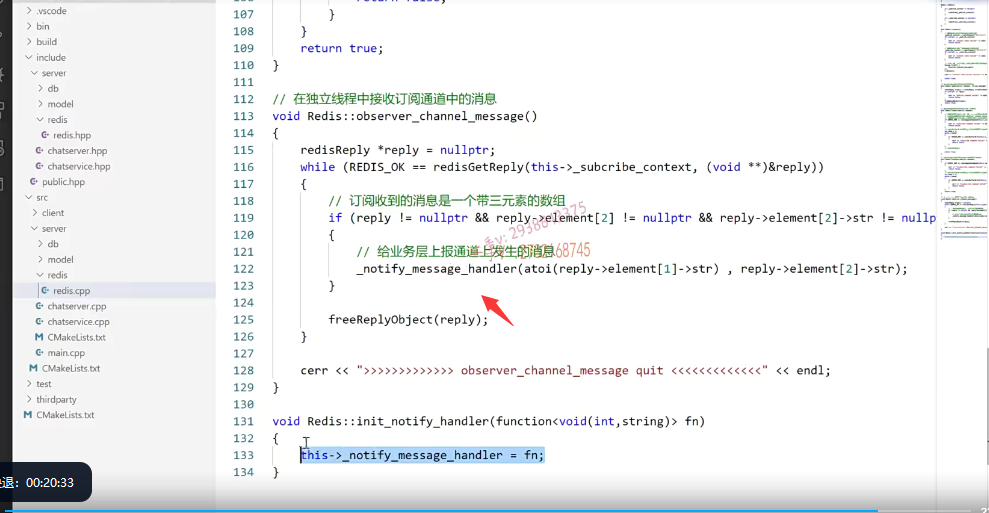 .vscode
bin
build
include
server
db
model
redis
redis.hpp
chatserver.hpp
chatservice.hpp
public.hpp
src
client
server
db
model
redis
redis.cpp
chatserver.cpp
chatservice.cpp
CMakeLists.txt
main.cpp
CMakeLists.txt
test
thirdparty
CMakeLists.txt
107 }
108 }
109 return true;
110 }
111
112 // 在独立线程中接收订阅通道中的消息
113 void Redis::observer_channel_message()
114 {
115 redisReply *reply = nullptr;
116 while (REDIS_OK == redisGetReply(this->_subcribe_context, (void **)&reply))
117 {
118 // 订阅收到的消息是一个带三元素的数组
119 if (reply != nullptr && reply->element[2] != nullptr && reply->element[2]->str != nullp
120 {
121 // 给业务层上报通道上发生的消息
122 _notify_message_handler(atoi(reply->element[1]->str) , reply->element[2]->str);
123 }
124
125 freeReplyObject(reply);
126 }
127
128 cerr << ">>>>>>>>>>>>> observer_channel_message quit <<<<<<<<<<<<<" << endl;
129 }
130
131 void Redis::init_notify_handler(function<void(int,string)> fn)
132 {
133 this->_notify_message_handler = fn;
134 }
退：00:20:33